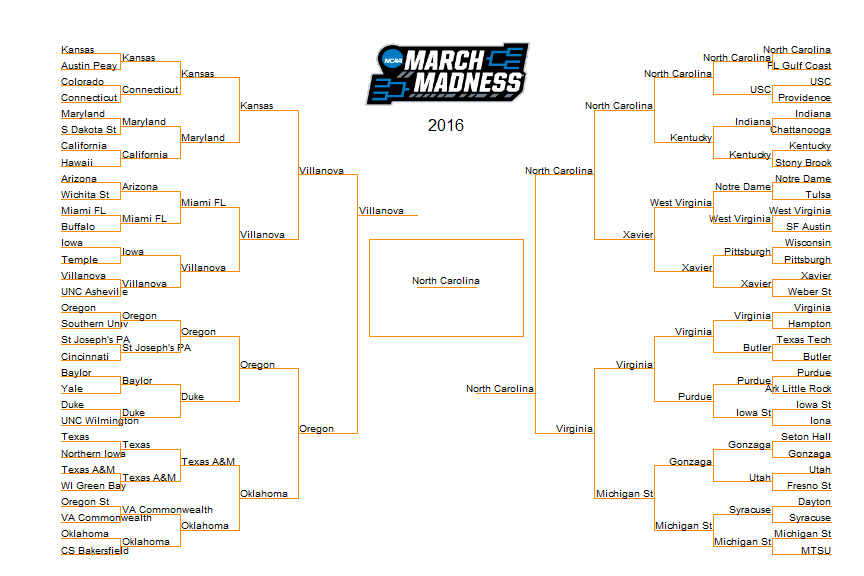 NCAA
MARCH
MADNESS
2016
Kansas
Austin Peay
Colorado
Connecticut
Maryland
S Dakota St
California
Hawaii
Arizona
Wichita St
Miami FL
Buffalo
Iowa
Temple
Villanova
UNC Asheville
Oregon
Southern Univ
St Joseph's PA
Cincinnati
Baylor
Yale
Duke
UNC Wilmington
Texas
Northern Iowa
Texas A&M
WI Green Bay
Oregon St
VA Commonwealth
Oklahoma
CS Bakersfield
Kansas
Connecticut
Maryland
California
Arizona
Miami FL
Iowa
Villanova
Oregon
St Joseph's PA
Baylor
Duke
Texas
Texas A&M
VA Commonwealth
Oklahoma
Kansas
Maryland
Miami FL
Villanova
Oregon
Duke
Texas A&M
Oklahoma
Kansas
Villanova
Oregon
Oklahoma
Villanova
Oregon
Villanova
North Carolina
North Carolina
North Carolina
Virginia
North Carolina
Xavier
Virginia
Michigan St
North Carolina
Kentucky
West Virginia
Xavier
Virginia
Purdue
Gonzaga
Michigan St
North Carolina
USC
Indiana
Kentucky
Notre Dame
West Virginia
Pittsburgh
Xavier
Virginia
Butler
Purdue
Iowa St
Gonzaga
Utah
Syracuse
Michigan St
North Carolina
FL Gulf Coast
USC
Providence
Indiana
Chattanooga
Kentucky
Stony Brook
Notre Dame
Tulsa
West Virginia
SF Austin
Wisconsin
Pittsburgh
Xavier
Weber St
Virginia
Hampton
Texas Tech
Butler
Purdue
Ark Little Rock
Iowa St
Iona
Seton Hall
Gonzaga
Utah
Fresno St
Dayton
Syracuse
Michigan St
MTSU